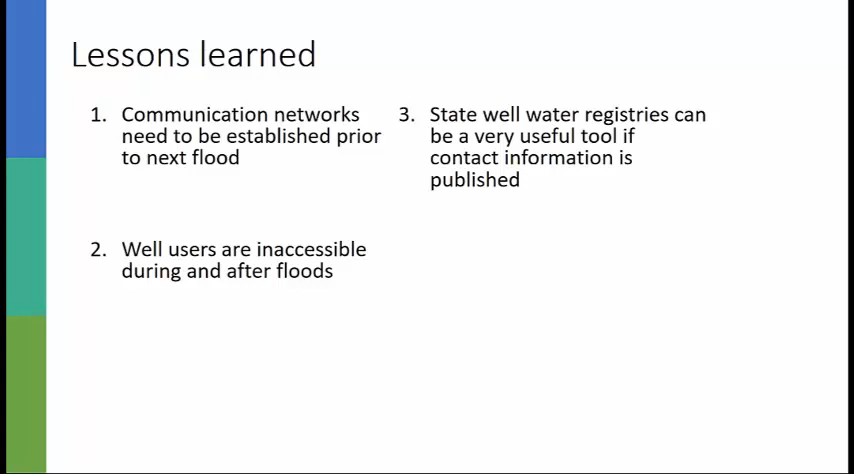 Lessons learned
1. Communication networks
need to be established prior
to next flood
2. Well users are inaccessible
during and after floods
3. State well water registries can
be a very useful tool if
contact information is
published